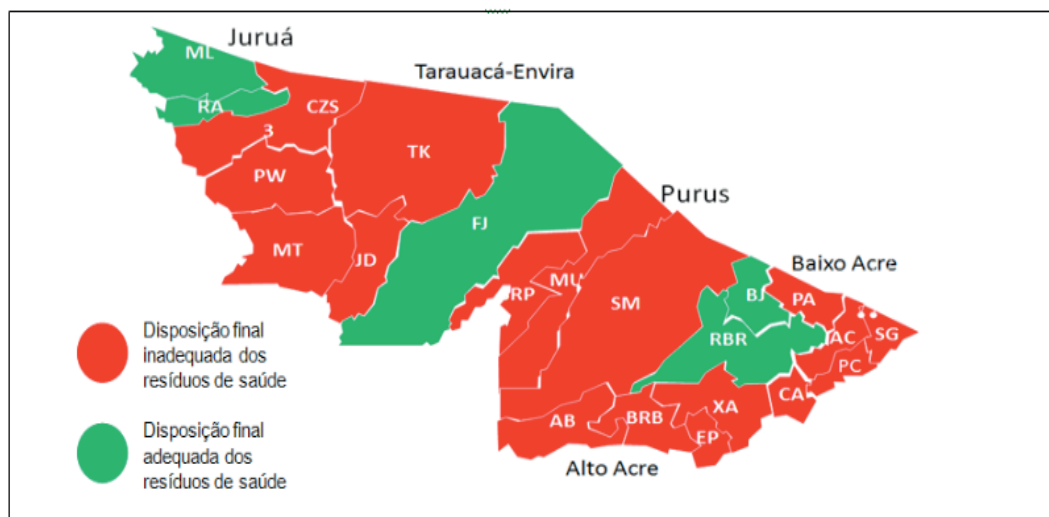 Juruá
ML
Tarauacá-Envira
RA
CZS
3
TK
PW
Purus
FJ
MT
JD
Baixo Acre
MU
RP
BJ
PA
SM
RBR
AC
SG
PC
CA
XA
AB
BRB
EP
Alto Acre
Disposição final
inadequada dos
resíduos de saúde
Disposição final
adequada dos
resíduos de saúde